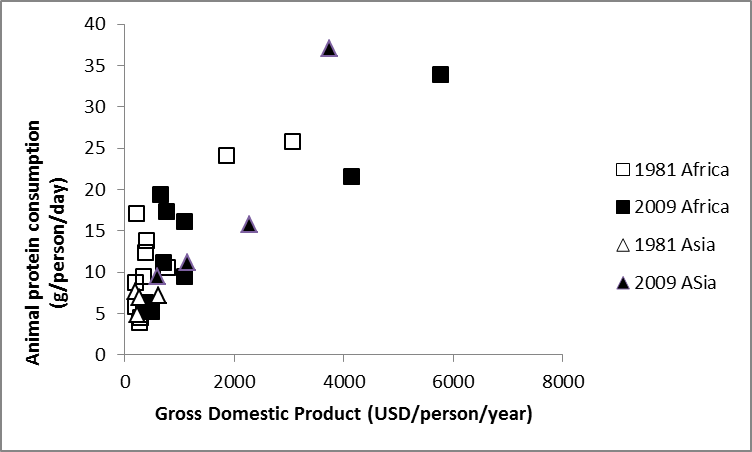 40
35
30
25
20
15
10
5
0
0 2000 4000 6000 8000
Animal protein consumption
(g/person/day)
Gross Domestic Product (USD/person/year)
1981 Africa
2009 Africa
1981 Asia
2009 ASia